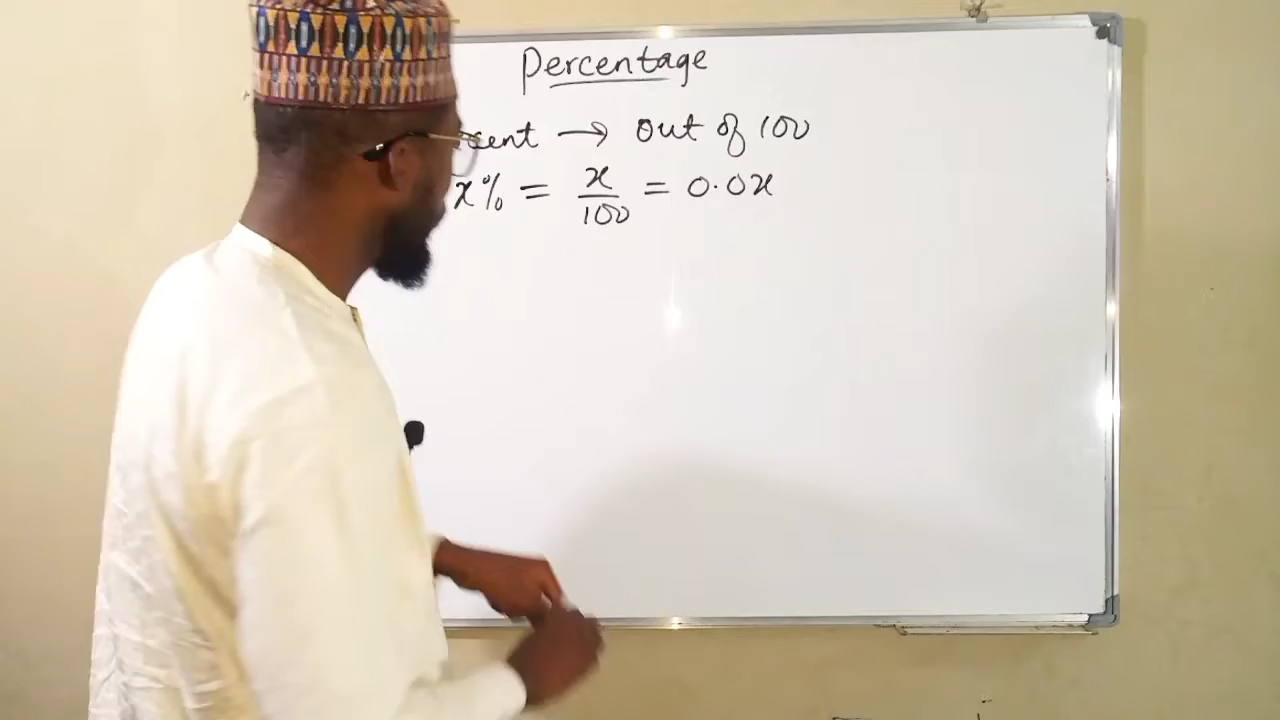 Percentage
cent → out of 100
x% = x/100 = 0.0x